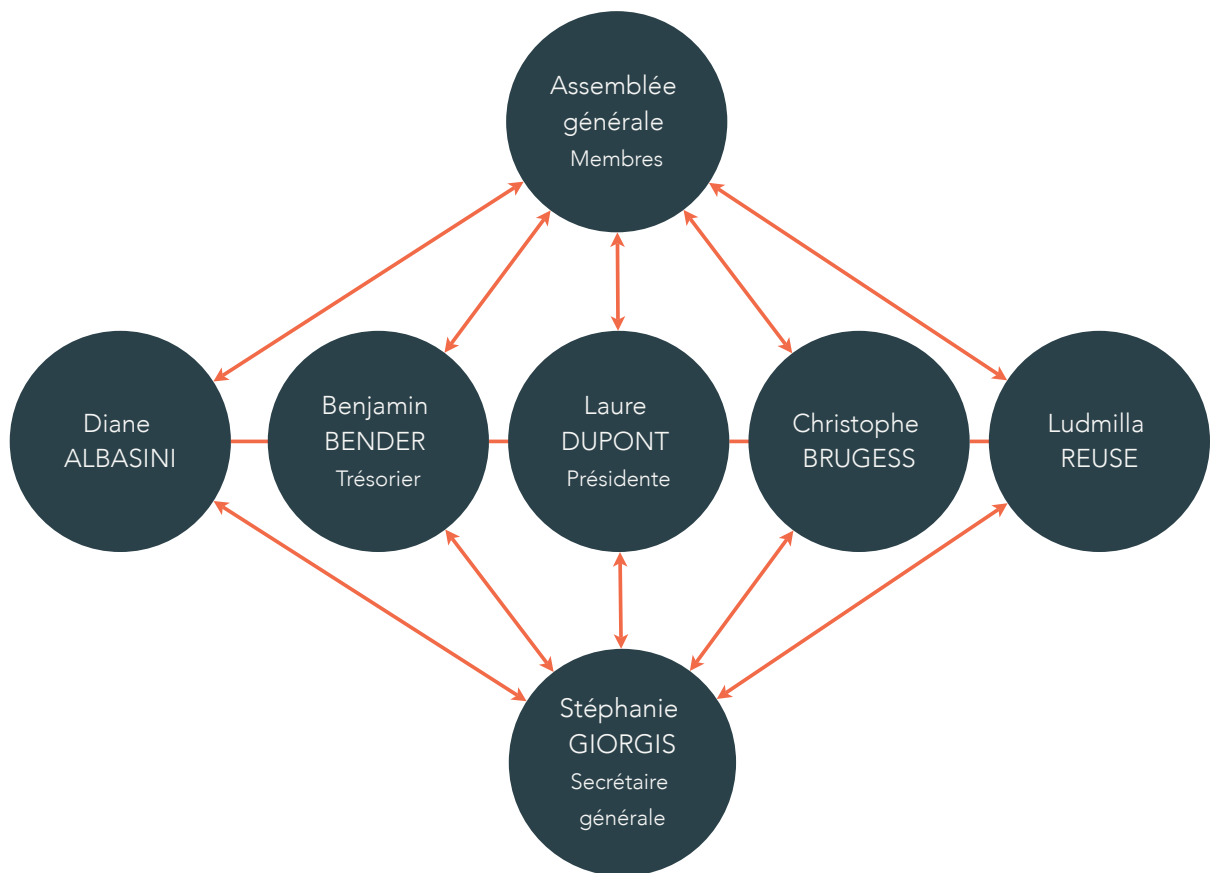 Assemblée
générale
Membres
Diane
ALBASINI
Benjamin
BENDER
Trésorier
Laure
DUPONT
Présidente
Christophe
BRUGESS
Ludmilla
REUSE
Stéphanie
GIORGIS
Secrétaire
générale